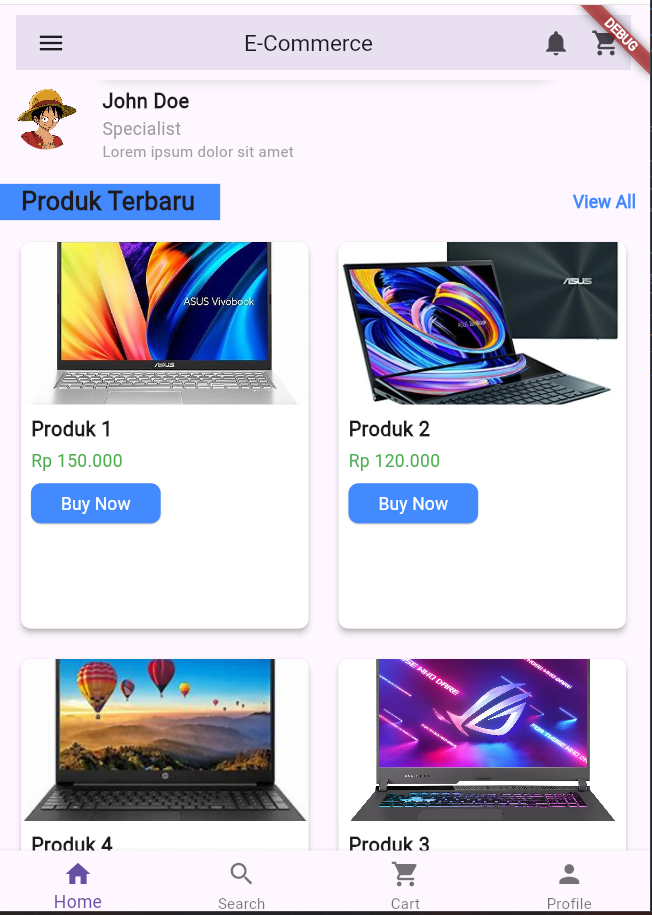 E-Commerce
DEBUG
John Doe
Specialist
Lorem ipsum dolor sit amet
Produk Terbaru
View All
ASUS Vivobook
ASUS
ASUS
Produk 1
Produk 2
Rp 150.000
Rp 120.000
Buy Now
Buy Now
hp
Produk 4
Produk 3
Home
Search
Cart
Profile